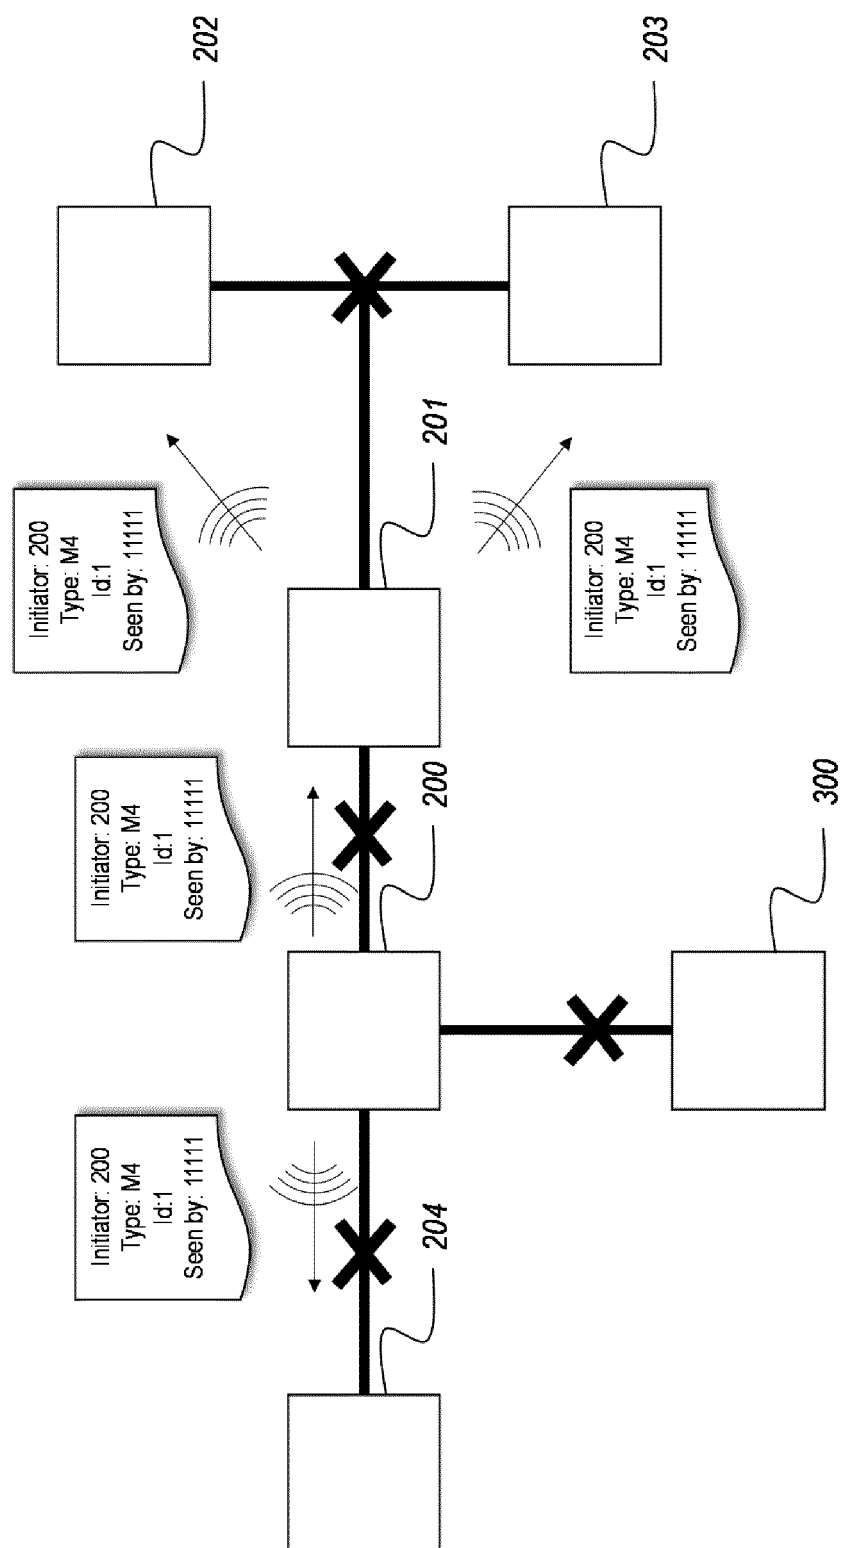 202
203
Initiator: 200
Type: M4
Id:1
Seen by: 11111
Initiator: 200
Type: M4
Id:1
Seen by: 11111
201
Initiator: 200
Type: M4
Id:1
Seen by: 11111
200
300
Initiator: 200
Type: M4
Id:1
Seen by: 11111
204